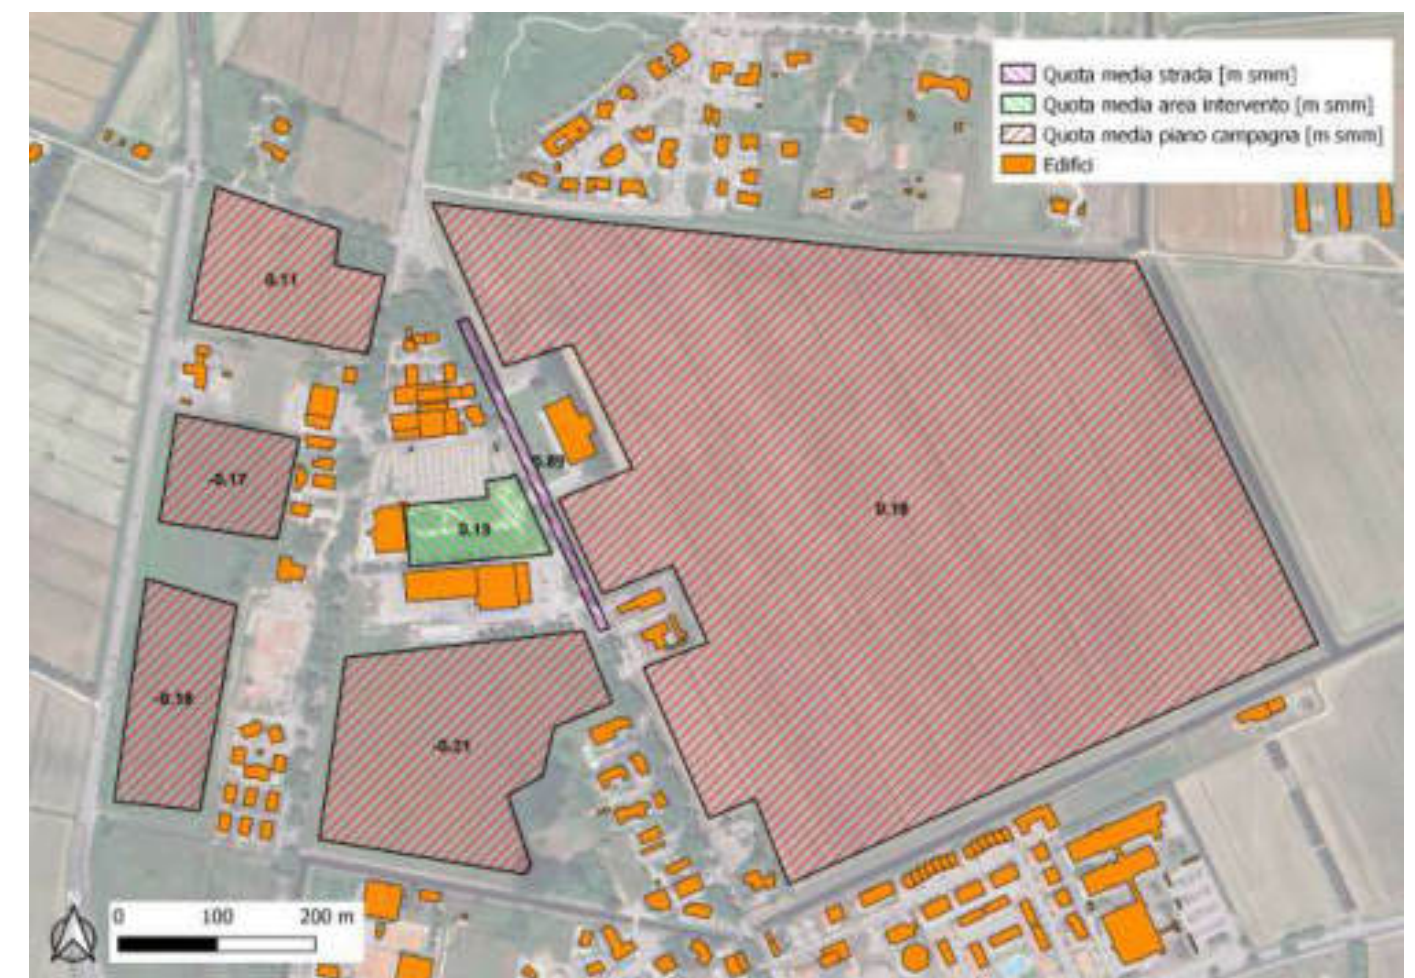 Quota media strada [m smm]
Quota media area intervento [m smm]
Quota media piano campagna [m smm]
Edifici
0.11
-0.17
0.89
0.19
-0.21
0 100 200 m